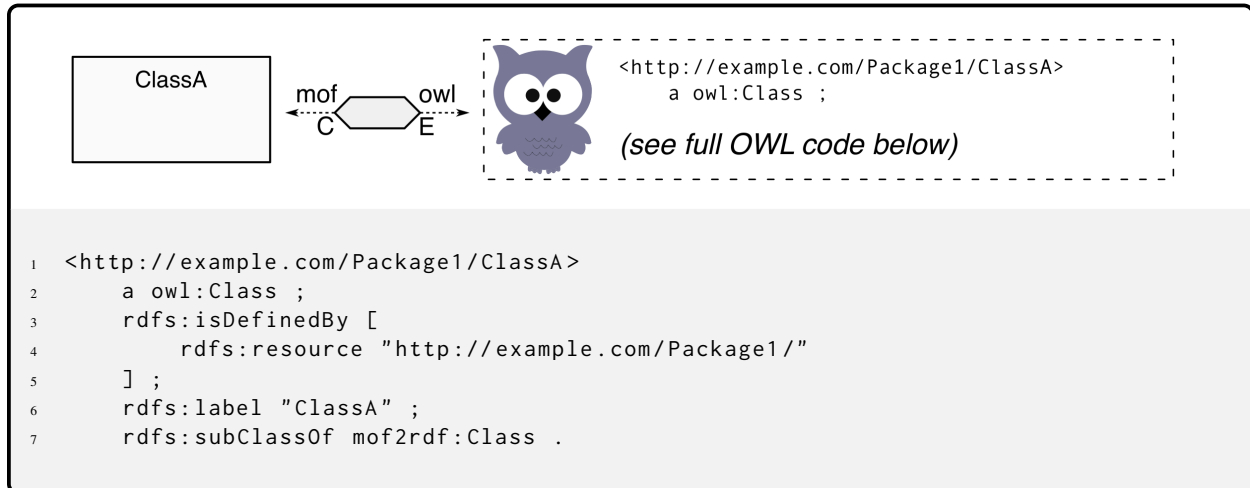 ClassA
mof owl
C E
<http://example.com/Package1/ClassA>
a owl:Class ;
(see full OWL code below)
1 <http://example.com/Package1/ClassA>
2 a owl:Class ;
3 rdfs:isDefinedBy [
4 rdfs:resource "http://example.com/Package1/"
5 ] ;
6 rdfs:label "ClassA" ;
7 rdfs:subClassOf mof2rdf:Class .